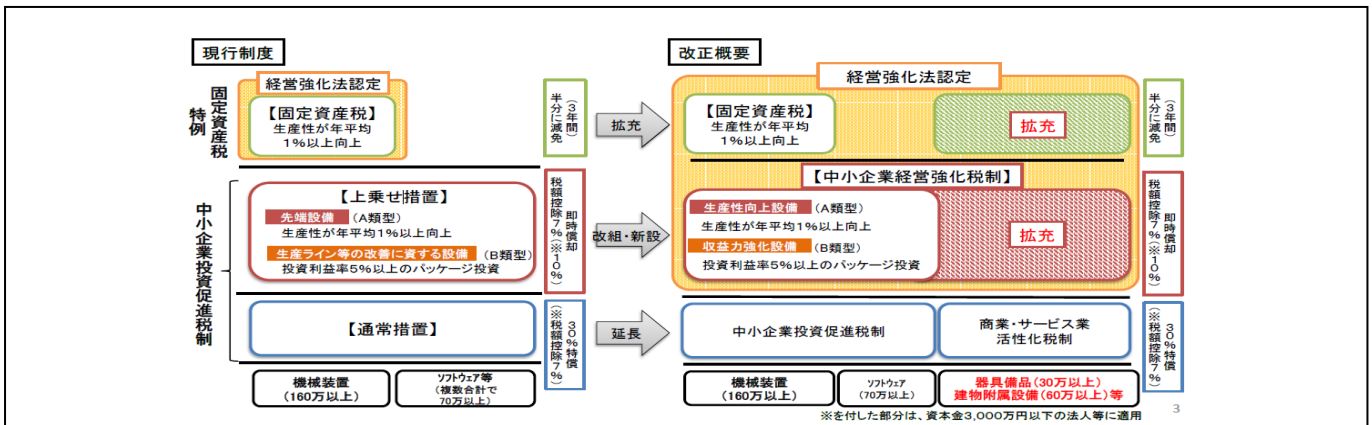 現行制度
固定資産税
特例
経営強化法認定
【固定資産税】
生産性が年平均
1%以上向上
(3年間)
半分に減免
中小企業投資促進税制
【上乗せ措置】
先端設備 (A類型)
生産性が年平均1%以上向上
生産ライン等の改善に資する設備 (B類型)
投資利益率5%以上のパッケージ投資
即時償却
税額控除7%(※10%)
【通常措置】
30%特償
(※税額控除7%)
機械装置
(160万以上)
ソフトウェア等
(複数合計で
70万以上)
拡充
改組・新設
延長
改正概要
経営強化法認定
【固定資産税】
生産性が年平均
1%以上向上
拡充
(3年間)
半分に減免
【中小企業経営強化税制】
生産性向上設備 (A類型)
生産性が年平均1%以上向上
収益力強化設備 (B類型)
投資利益率5%以上のパッケージ投資
拡充
即時償却
税額控除7%(※10%)
中小企業投資促進税制
商業・サービス業
活性化税制
30%特償
(※税額控除7%)
機械装置
(160万以上)
ソフトウェア
(70万以上)
器具備品(30万以上)
建物附属設備(60万以上)等
※を付した部分は、資本金3,000万円以下の法人等に適用
3